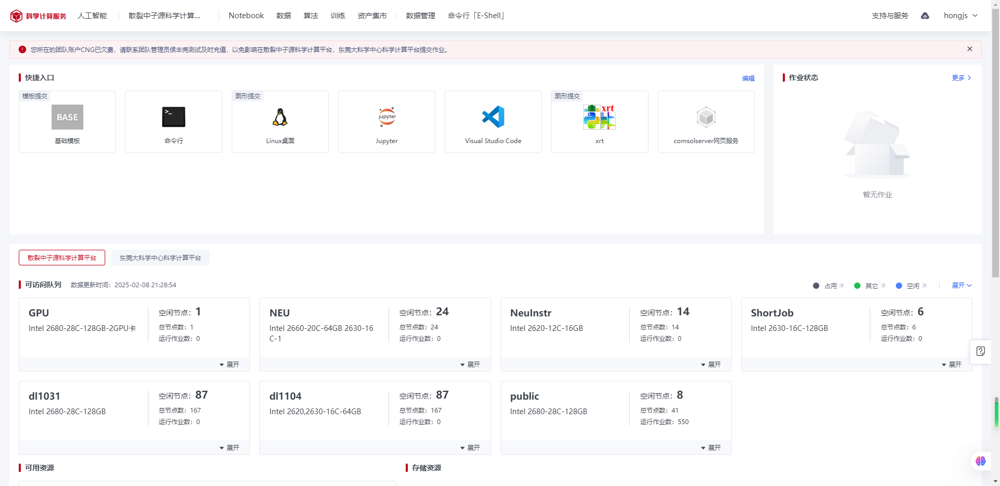 科学计算服务 人工智能 散裂中子源科学计算... Notebook 数据 算法 训练 资产集市 数据管理 命令行「E-Shell」 支持与服务 hongjs
您所在的团队账户CNG已欠费，请联系团队管理员侯丰尧测试及时充值，以免影响在散裂中子源科学计算平台，东莞大科学中心科学计算平台提交作业。
快捷入口 编辑
模板提交
BASE
基础模板
>_
命令行
图形提交
Linux桌面
jupyter
Jupyter
Visual Studio Code
图形提交
xrt
xrt
comsolserver网页服务
作业状态 更多
暂无作业
散裂中子源科学计算平台 东莞大科学中心科学计算平台
可访问队列 数据更新时间：2025-02-08 21:28:54 占用 ? 其它 ? 空闲 ? 展开
GPU
Intel 2680-28C-128GB-2GPU卡
空闲节点：1
总节点数：1
运行作业数：0
展开
NEU
Intel 2660-20C-64GB 2630-16
C-1
空闲节点：24
总节点数：24
运行作业数：0
展开
NeuInstr
Intel 2620-12C-16GB
空闲节点：14
总节点数：14
运行作业数：0
展开
ShortJob
Intel 2630-16C-128GB
空闲节点：6
总节点数：6
运行作业数：0
展开
dl1031
Intel 2680-28C-128GB
空闲节点：87
总节点数：167
运行作业数：0
展开
dl1104
Intel 2620,2630-16C-64GB
空闲节点：87
总节点数：167
运行作业数：0
展开
public
Intel 2680-28C-128GB
空闲节点：8
总节点数：41
运行作业数：550
展开
可用资源 存储资源